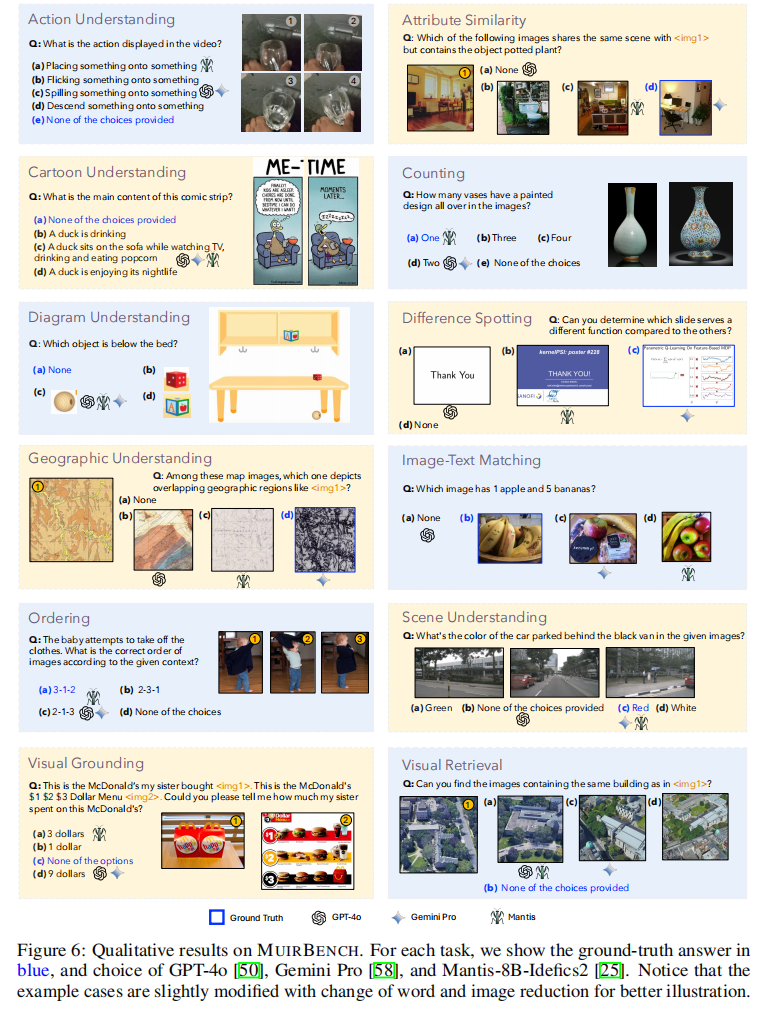 Action Understanding
Q: What is the action displayed in the video?
(a) Placing something onto something
(b) Flicking something onto something
(c) Spilling something onto something
(d) Descend something onto something
(e) None of the choices provided
1
2
3
4
Attribute Similarity
Q: Which of the following images shares the same scene with <img1>
but contains the object potted plant?
1
(a) None
(b)
(c)
(d)
Cartoon Understanding
Q: What is the main content of this comic strip?
(a) None of the choices provided
(b) A duck is drinking
(c) A duck sits on the sofa while watching TV,
drinking and eating popcorn
(d) A duck is enjoying its nightlife
ME-TIME
FINALLY!
KIDS ARE ASLEEP,
CHORES ARE DONE,
FROM NOW UNTIL
BEDTIME I CAN DO
WHATEVER I WANT!
MOMENTS
LATER...
Counting
Q: How many vases have a painted
design all over in the images?
(a) One
(b) Three
(c) Four
(d) Two
(e) None of the choices
Diagram Understanding
Q: Which object is below the bed?
(a) None
(b)
(c)
(d)
Difference Spotting
Q: Can you determine which slide serves a
different function compared to the others?
(a)
Thank You
(b)
kernelPSI: poster #228
THANK YOU!
(c)
Parametric Q-Learning On Feature-Based MDP
(d) None
Geographic Understanding
Q: Among these map images, which one depicts
overlapping geographic regions like <img1>?
1
(a) None
(b)
(c)
(d)
Image-Text Matching
Q: Which image has 1 apple and 5 bananas?
(a) None
(b)
(c)
(d)
Ordering
Q: The baby attempts to take off the
clothes. What is the correct order of
images according to the given context?
(a) 3-1-2
(b) 2-3-1
(c) 2-1-3
(d) None of the choices
1
2
3
Scene Understanding
Q: What's the color of the car parked behind the black van in the given images?
(a) Green
(b) None of the choices provided
(c) Red
(d) White
Visual Grounding
Q: This is the McDonald's my sister bought <img1>. This is the McDonald's
$1 $2 $3 Dollar Menu <img2>. Could you please tell me how much my sister
spent on this McDonald's?
(a) 3 dollars
(b) 1 dollar
(c) None of the options
(d) 9 dollars
1
2
$1
$2
$3
Visual Retrieval
Q: Can you find the images containing the same building as in <img1>?
1
(a)
(c)
(d)
(b) None of the choices provided
Ground Truth
GPT-4o
Gemini Pro
Mantis
Figure 6: Qualitative results on MUIRBENCH. For each task, we show the ground-truth answer in
blue, and choice of GPT-4o [50], Gemini Pro [58], and Mantis-8B-Idefics2 [25]. Notice that the
example cases are slightly modified with change of word and image reduction for better illustration.